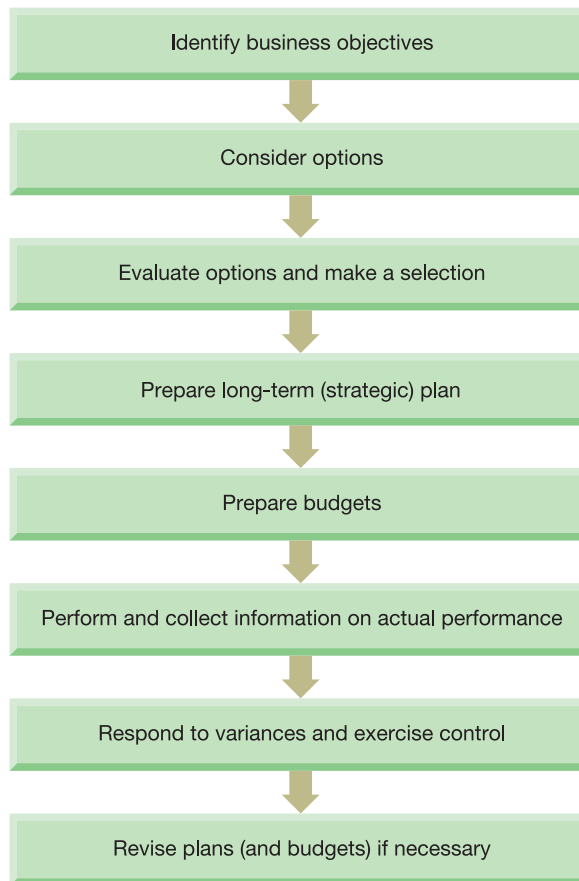 Identify business objectives
Consider options
Evaluate options and make a selection
Prepare long-term (strategic) plan
Prepare budgets
Perform and collect information on actual performance
Respond to variances and exercise control
Revise plans (and budgets) if necessary